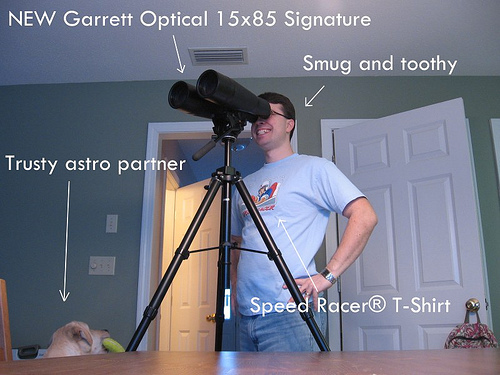 NEW Garrett Optical 15x85 Signature
Smug and toothy
Trusty astro partner
Speed Racer® T-Shirt